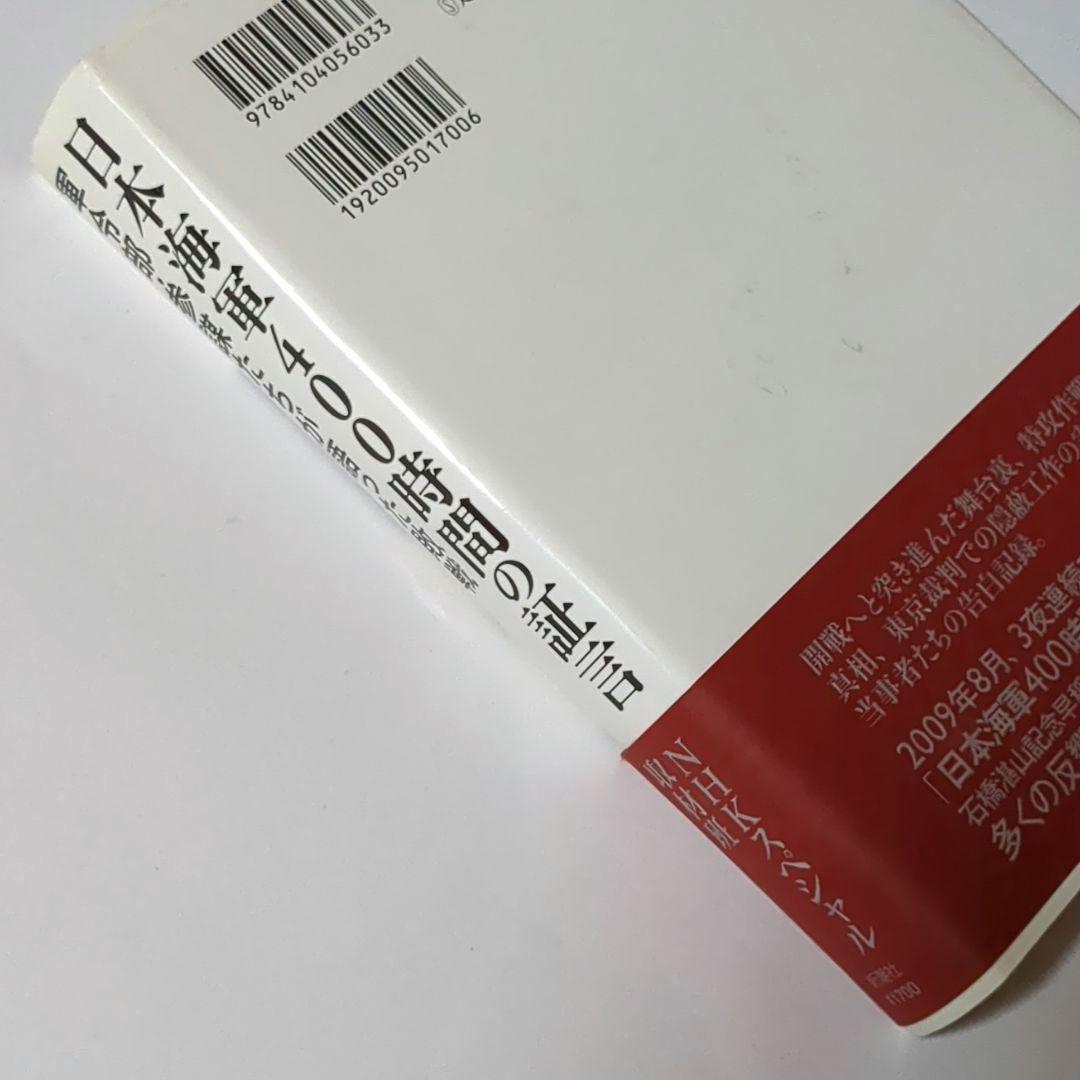 9784104056033
1920095017006
日本海軍400時間の証言
軍令部・参謀たちが語った敗戦
NHKスペシャル
取材班
新潮社
¥1700
開戦へと突き進んだ舞台裏、特攻作戦
真相、東京裁判での隠蔽工作の
当事者たちの告白記録。
2009年8月、3夜連続
「日本海軍400時
石橋湛山記念早稲
多くの反響